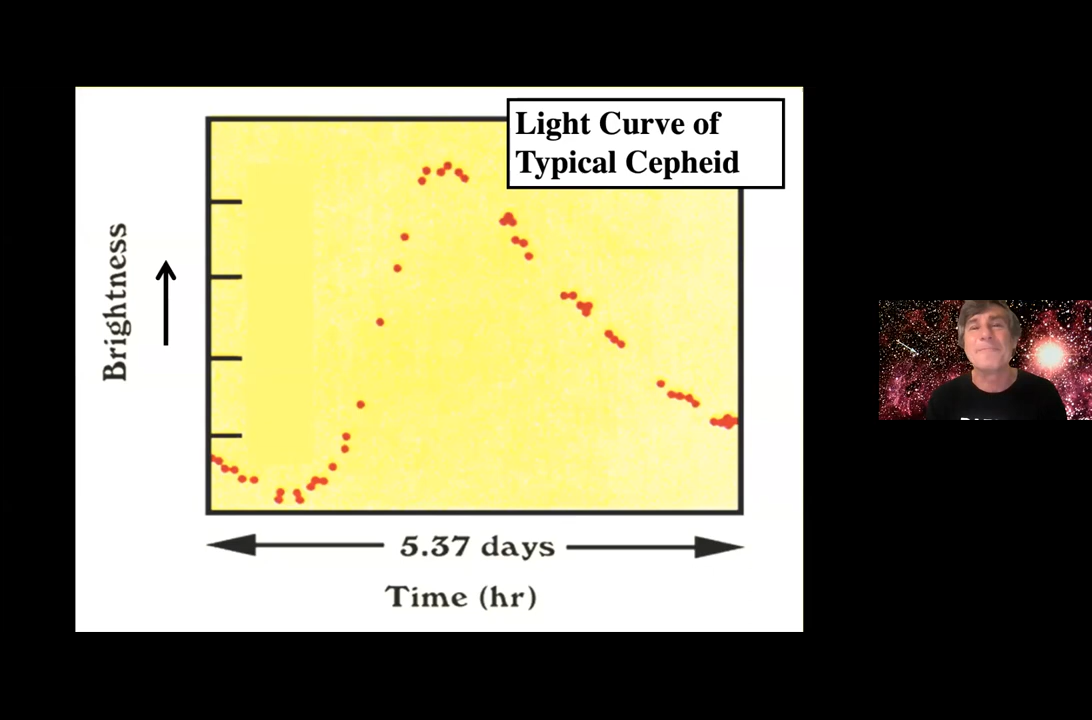 Light Curve of
Typical Cepheid
Brightness
5.37 days
Time (hr)